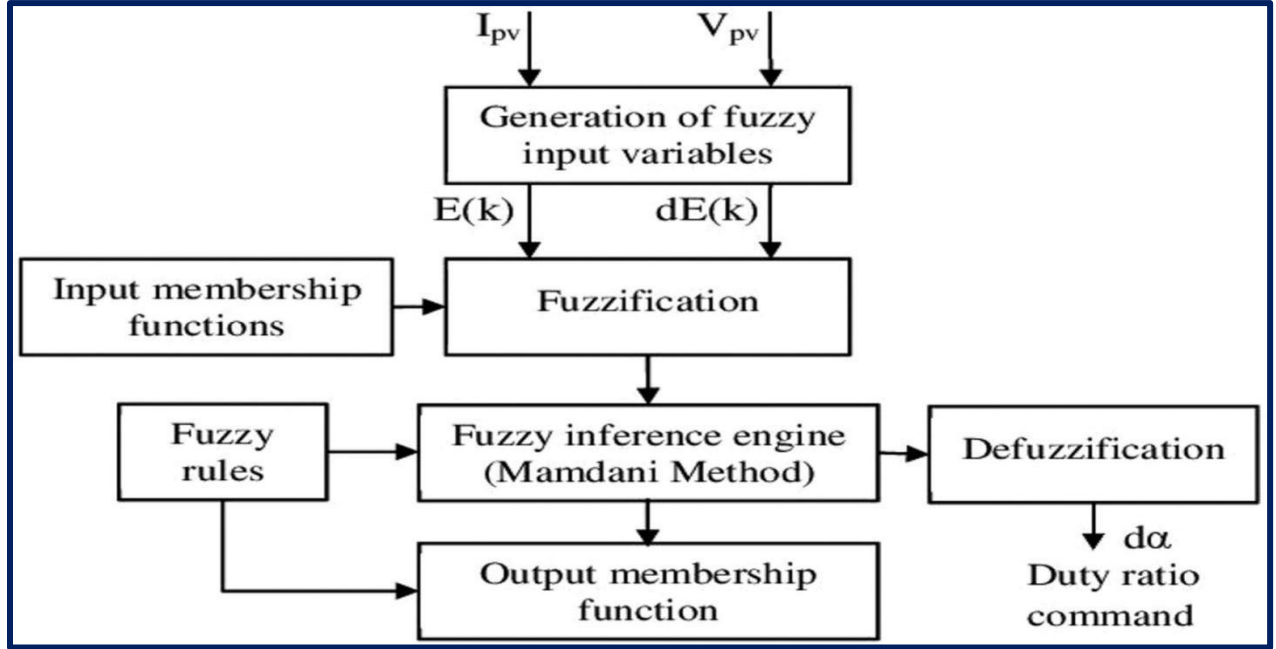 Ipv
Vpv
Generation of fuzzy
input variables
E(k)
dE(k)
Input membership
functions
Fuzzification
Fuzzy
rules
Fuzzy inference engine
(Mamdani Method)
Defuzzification
Output membership
function
dα
Duty ratio
command